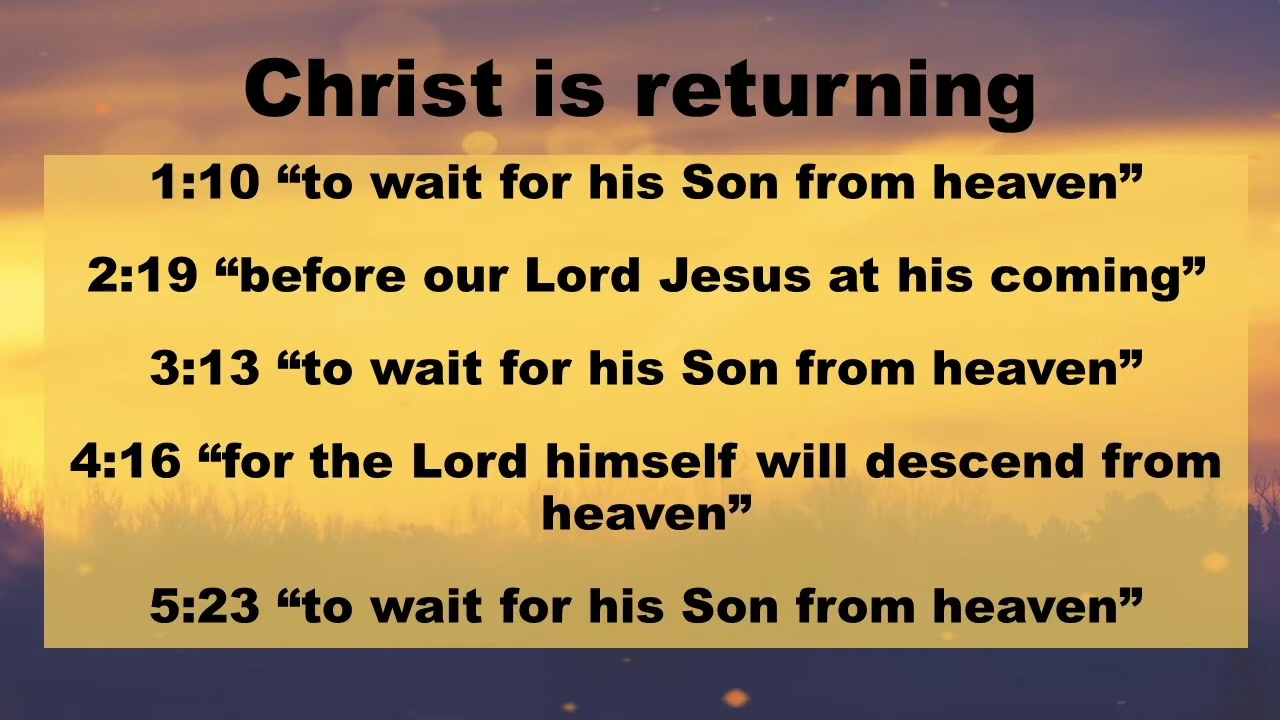 Christ is returning
1:10 “to wait for his Son from heaven”
2:19 “before our Lord Jesus at his coming”
3:13 “to wait for his Son from heaven”
4:16 “for the Lord himself will descend from
heaven”
5:23 “to wait for his Son from heaven”